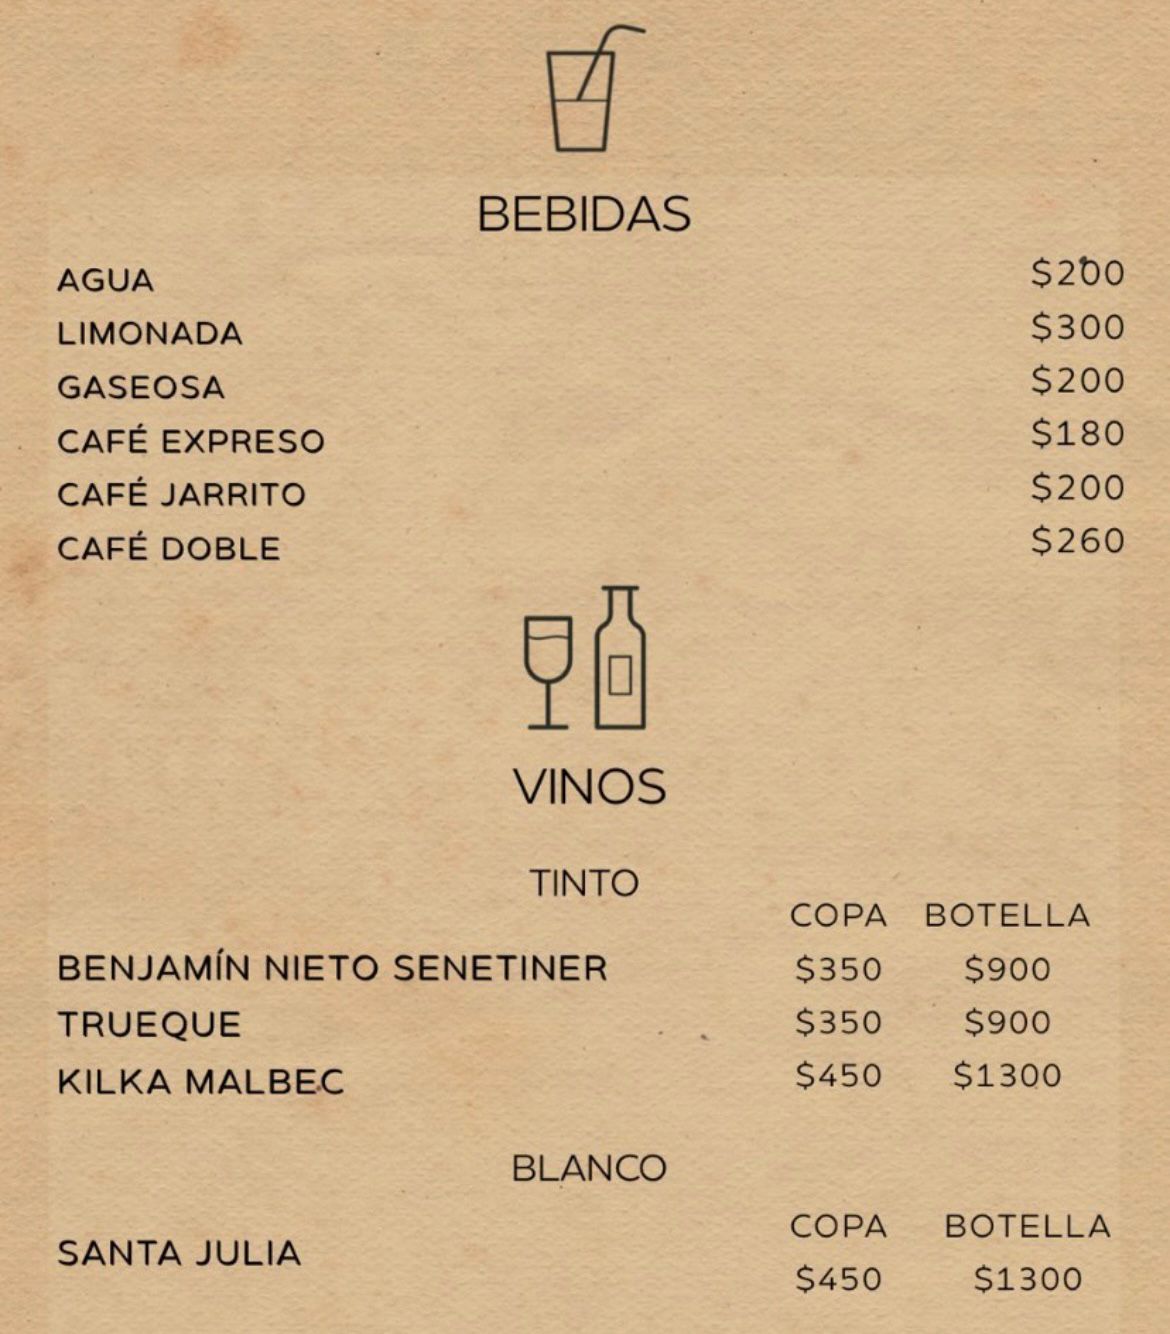 BEBIDAS
AGUA $200
LIMONADA $300
GASEOSA $200
CAFÉ EXPRESO $180
CAFÉ JARRITO $200
CAFÉ DOBLE $260
VINOS
TINTO
COPA BOTELLA
BENJAMÍN NIETO SENETINER $350 $900
TRUEQUE $350 $900
KILKA MALBEC $450 $1300
BLANCO
COPA BOTELLA
SANTA JULIA $450 $1300